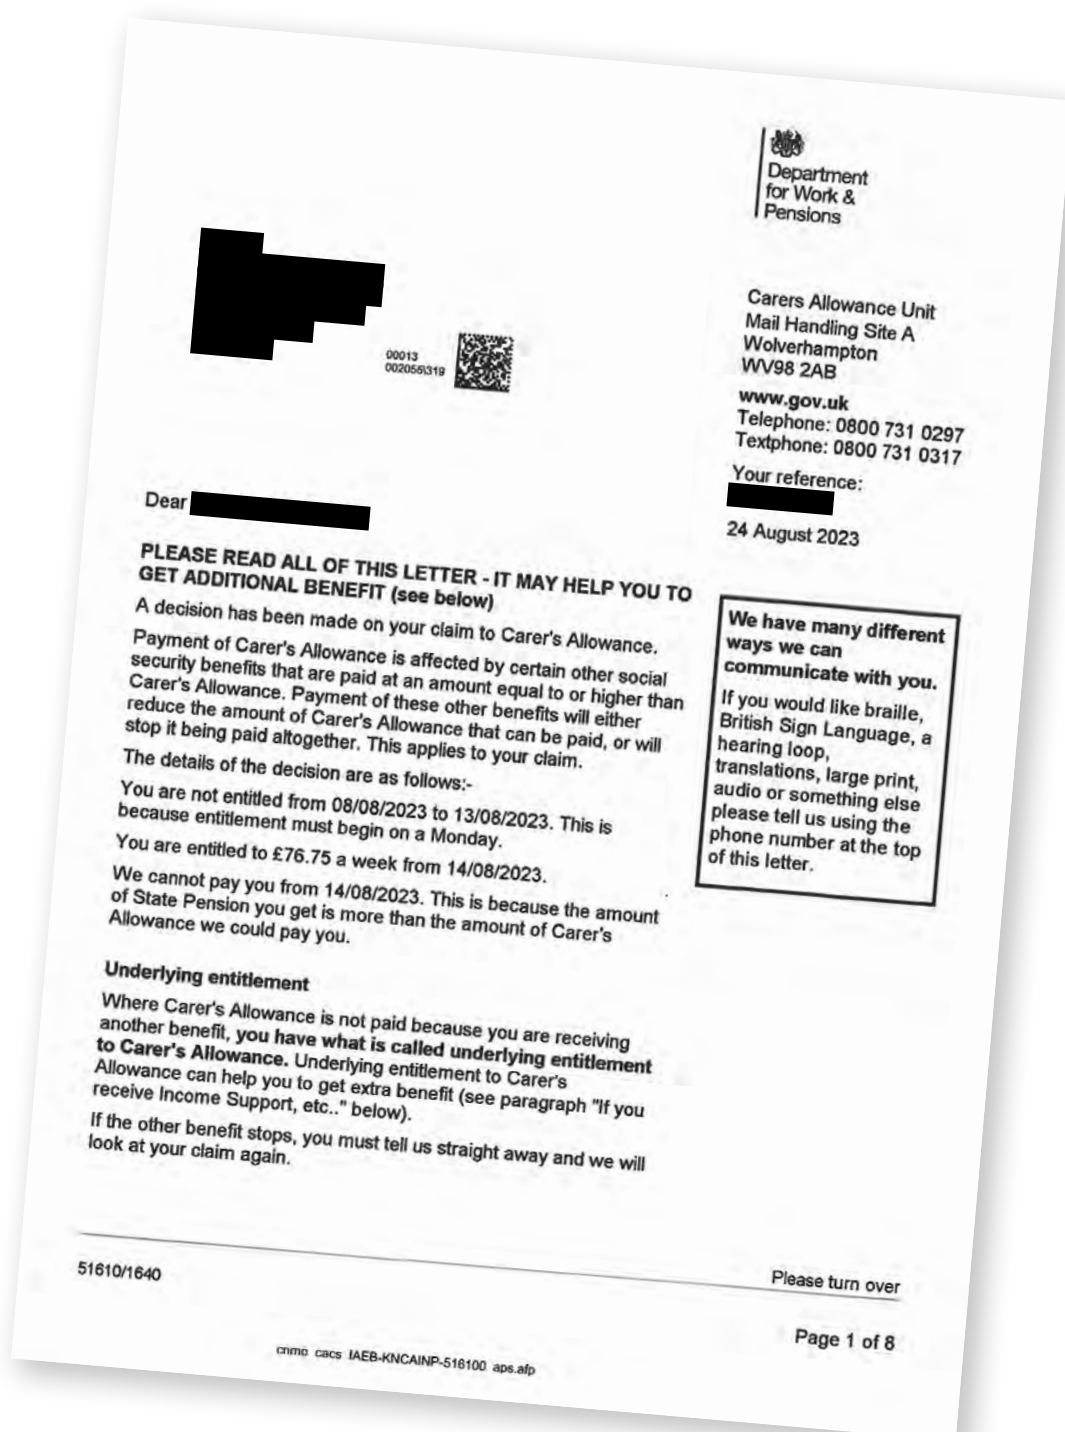 Department
for Work &
Pensions
Carers Allowance Unit
Mail Handling Site A
Wolverhampton
WV98 2AB
www.gov.uk
Telephone: 0800 731 0297
Textphone: 0800 731 0317
Your reference:
24 August 2023
00013
002055\319
Dear
PLEASE READ ALL OF THIS LETTER - IT MAY HELP YOU TO
GET ADDITIONAL BENEFIT (see below)
A decision has been made on your claim to Carer's Allowance.
Payment of Carer's Allowance is affected by certain other social
security benefits that are paid at an amount equal to or higher than
Carer's Allowance. Payment of these other benefits will either
reduce the amount of Carer's Allowance that can be paid, or will
stop it being paid altogether. This applies to your claim.
The details of the decision are as follows:-
You are not entitled from 08/08/2023 to 13/08/2023. This is
because entitlement must begin on a Monday.
You are entitled to £76.75 a week from 14/08/2023.
We cannot pay you from 14/08/2023. This is because the amount
of State Pension you get is more than the amount of Carer's
Allowance we could pay you.
We have many different
ways we can
communicate with you.
If you would like braille,
British Sign Language, a
hearing loop,
translations, large print,
audio or something else
please tell us using the
phone number at the top
of this letter.
Underlying entitlement
Where Carer's Allowance is not paid because you are receiving
another benefit, you have what is called underlying entitlement
to Carer's Allowance. Underlying entitlement to Carer's
Allowance can help you to get extra benefit (see paragraph "If you
receive Income Support, etc.." below).
If the other benefit stops, you must tell us straight away and we will
look at your claim again.
Please turn over
51610/1640
Page 1 of 8
cnmo cacs IAEB-KNCAINP-516100 aps.afp